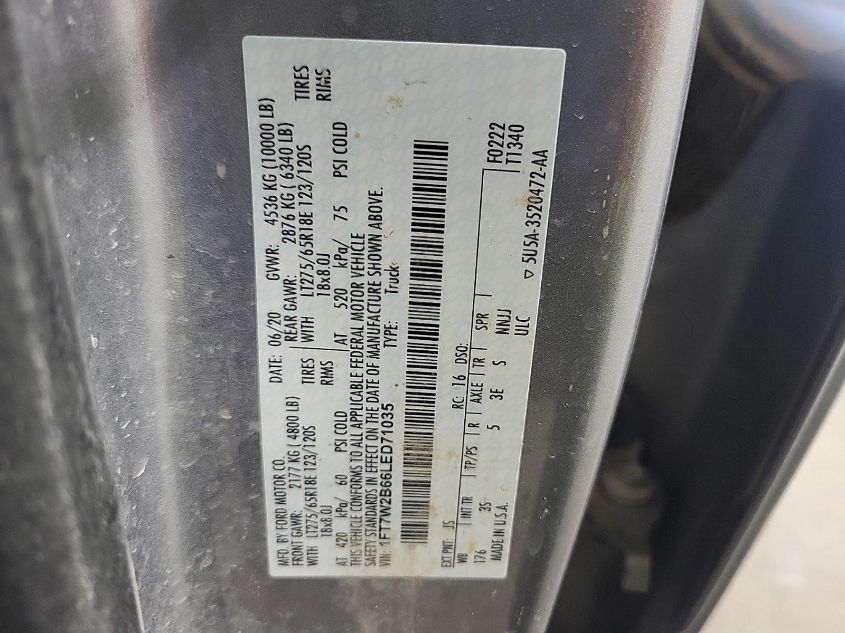 MFD. BY FORD MOTOR CO. DATE: 06/20 GVWR: 4536 KG (10000 LB)
FRONT GAWR: 2177 KG ( 4800 LB) REAR GAWR: 2876 KG ( 6340 LB)
WITH LT275/65R18E 123/120S TIRES WITH LT275/65R18E 123/120S TIRES
18x8.0J RIMS 18x8.0J RIMS
AT 420 kPa/ 60 PSI COLD AT 520 kPa/ 75 PSI COLD
THIS VEHICLE CONFORMS TO ALL APPLICABLE FEDERAL MOTOR VEHICLE
SAFETY STANDARDS IN EFFECT ON THE DATE OF MANUFACTURE SHOWN ABOVE.
VIN: 1FT7W2B66LED71035 TYPE: Truck
EXT PNT: JS RC: 16 DSO: F0222
WB INT TR TP/PS R AXLE TR SPR T1340
176 3S 5 3E S NNJJ
MADE IN U.S.A. ULC ▽ 5U5A-3520472-AA